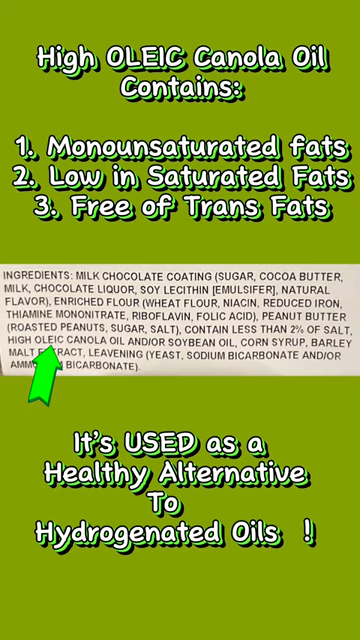 High OLEIC Canola Oil
Contains:
1. Monounsaturated fats
2. Low in Saturated Fats
3. Free of Trans Fats
INGREDIENTS: MILK CHOCOLATE COATING (SUGAR, COCOA BUTTER,
MILK, CHOCOLATE LIQUOR, SOY LECITHIN [EMULSIFER], NATURAL
FLAVOR), ENRICHED FLOUR (WHEAT FLOUR, NIACIN, REDUCED IRON,
THIAMINE MONONITRATE, RIBOFLAVIN, FOLIC ACID), PEANUT BUTTER
(ROASTED PEANUTS, SUGAR, SALT), CONTAIN LESS THAN 2% OF SALT,
HIGH OLEIC CANOLA OIL AND/OR SOYBEAN OIL, CORN SYRUP, BARLEY
MALT EXTRACT, LEAVENING (YEAST, SODIUM BICARBONATE AND/OR
BICARBONATE).
It's USED as a
Healthy Alternative
To
Hydrogenated Oils !